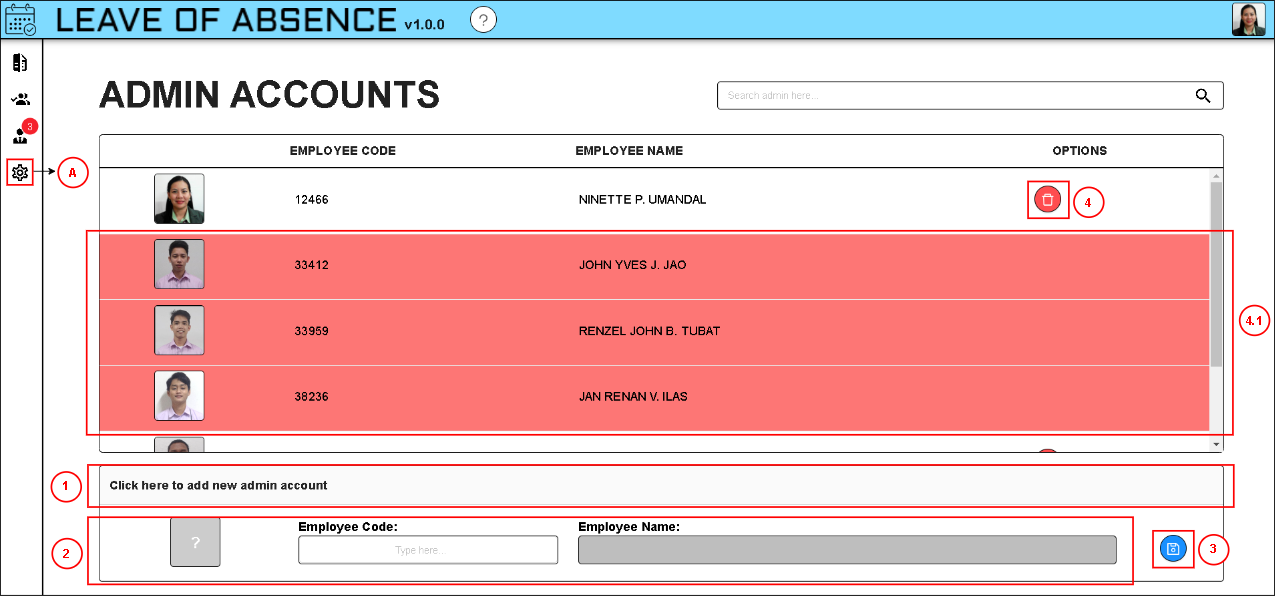 LEAVE OF ABSENCE v1.0.0 ?
ADMIN ACCOUNTS
Search admin here...
3
A
EMPLOYEE CODE EMPLOYEE NAME OPTIONS
12466 NINETTE P. UMANDAL 4
33412 JOHN YVES J. JAO
33959 RENZEL JOHN B. TUBAT 4.1
38236 JAN RENAN V. ILAS
1 Click here to add new admin account
Employee Code: Employee Name:
2 ? Type here... 3